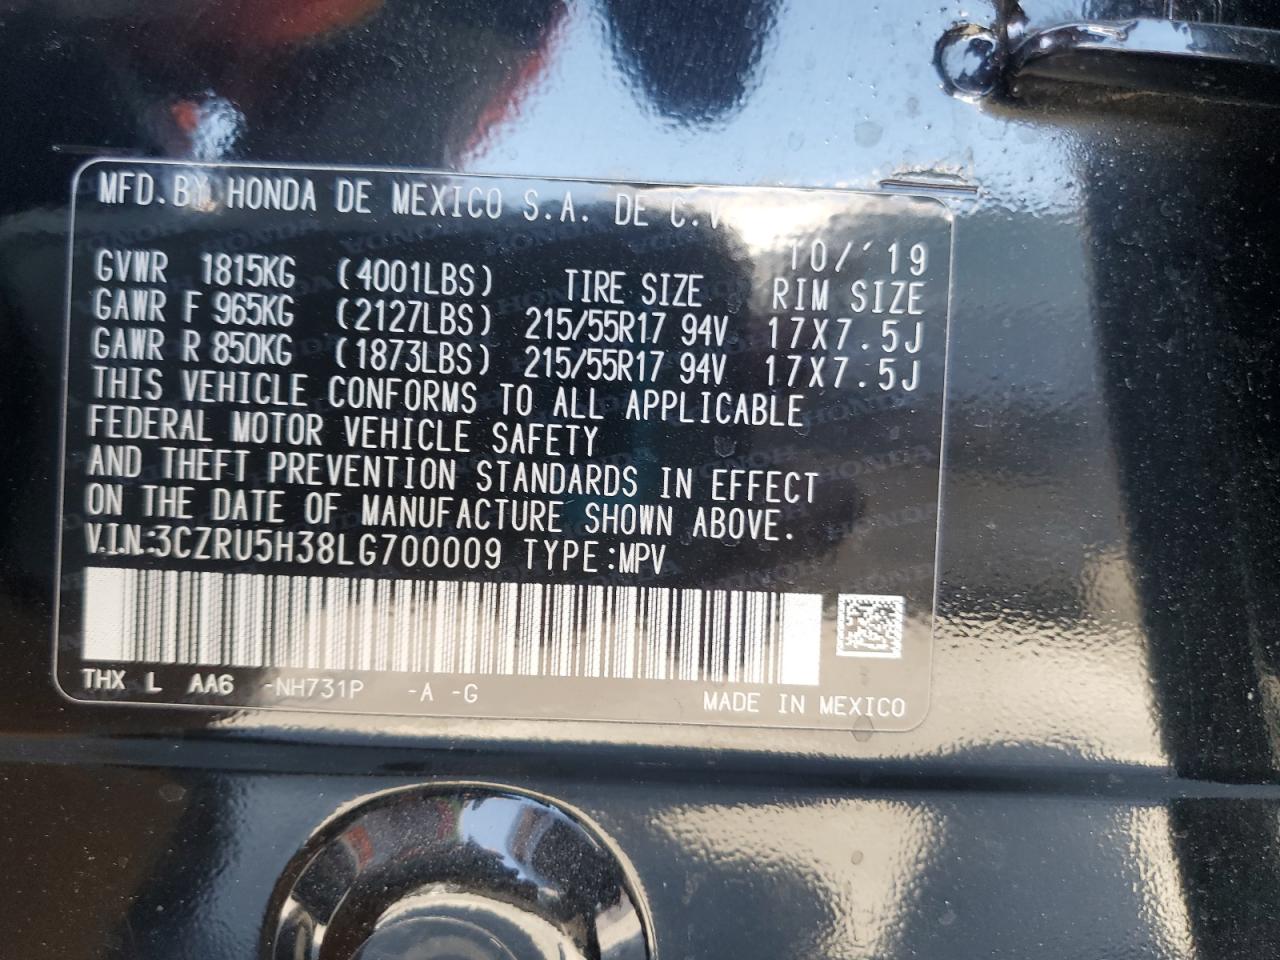 MFD. BY HONDA DE MEXICO S.A. DE C.V
10/ '19
GVWR 1815KG (4001LBS) TIRE SIZE RIM SIZE
GAWR F 965KG (2127LBS) 215/55R17 94V 17X7.5J
GAWR R 850KG (1873LBS) 215/55R17 94V 17X7.5J
THIS VEHICLE CONFORMS TO ALL APPLICABLE
FEDERAL MOTOR VEHICLE SAFETY
AND THEFT PREVENTION STANDARDS IN EFFECT
ON THE DATE OF MANUFACTURE SHOWN ABOVE.
V.I.N.:3CZRU5H38LG700009 TYPE:MPV
THX L AA6 -NH731P -A -G MADE IN MEXICO